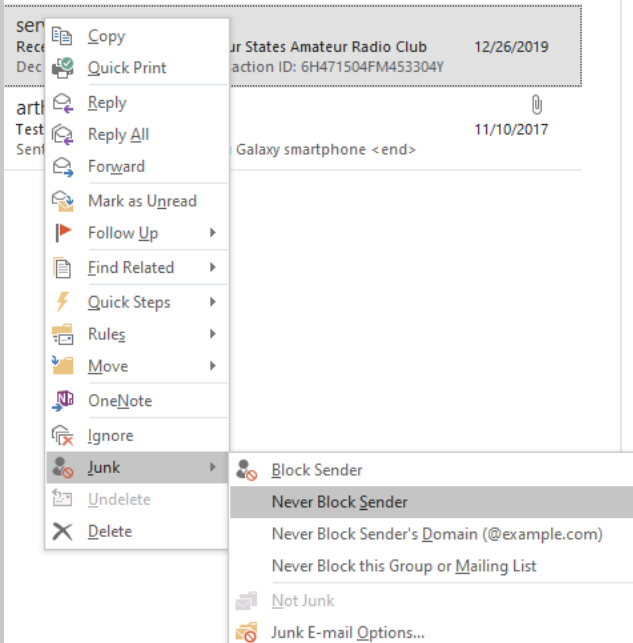 ser
Rece
ur States Amateur Radio Club
12/26/2019
Dec
action ID: 6H471504FM453304Y
art
Test
11/10/2017
Sent
Galaxy smartphone <end>
Copy
Quick Print
Reply
Reply All
Forward
Mark as Unread
Follow Up
Find Related
Quick Steps
Rules
Move
OneNote
Ignore
Junk
Undelete
Delete
Block Sender
Never Block Sender
Never Block Sender's Domain (@example.com)
Never Block this Group or Mailing List
Not Junk
Junk E-mail Options...